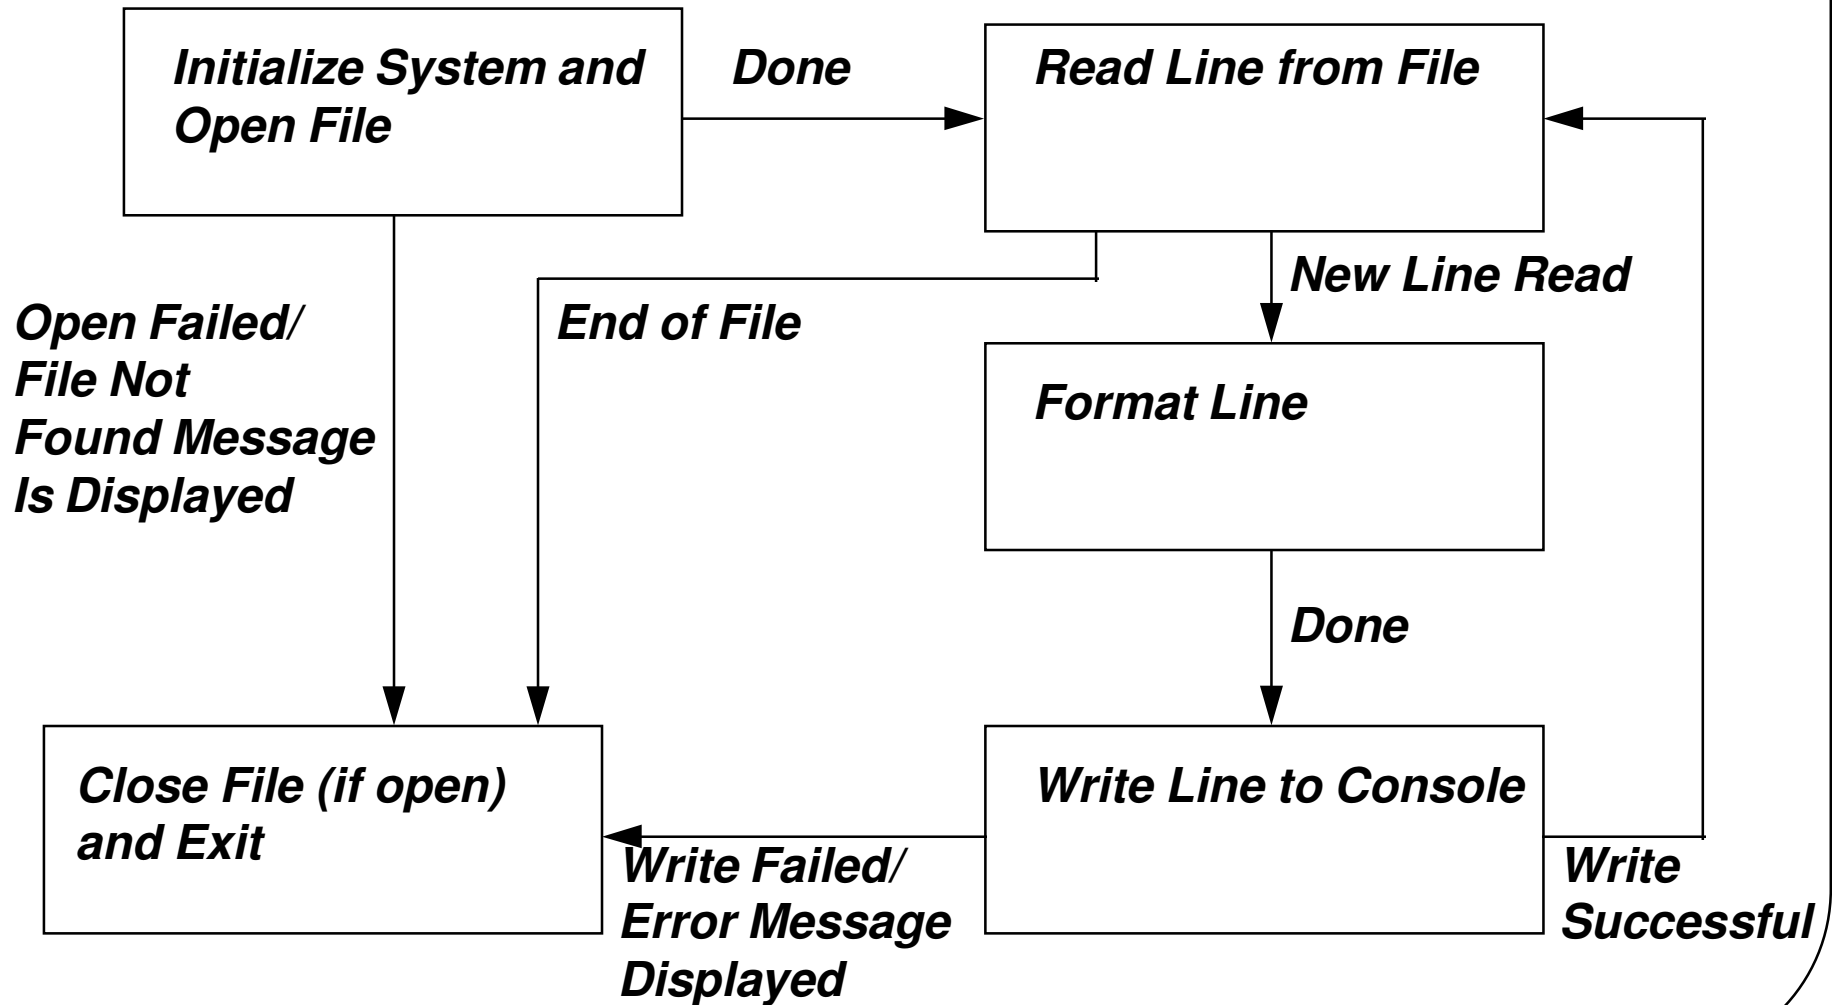 Initialize System and
Open File
Done
Read Line from File
New Line Read
Open Failed/
File Not
Found Message
Is Displayed
End of File
Format Line
Done
Close File (if open)
and Exit
Write Line to Console
Write Failed/
Error Message
Displayed
Write
Successful